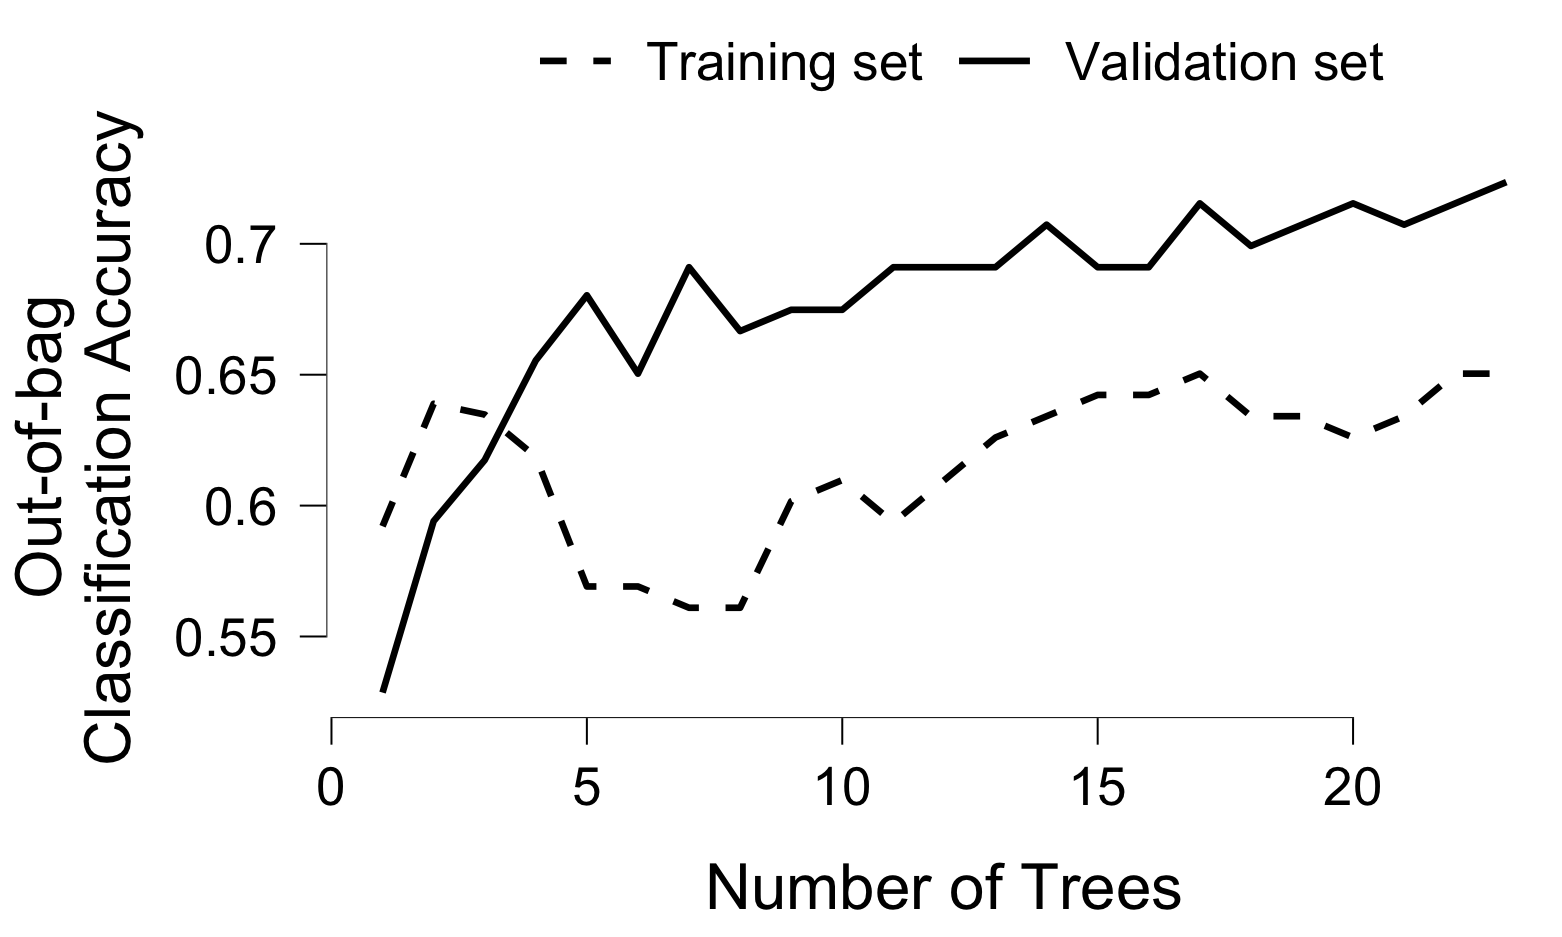 Training set
Validation set
Out-of-bag
Classification Accuracy
0.7
0.65
0.6
0.55
0
5
10
15
20
Number of Trees